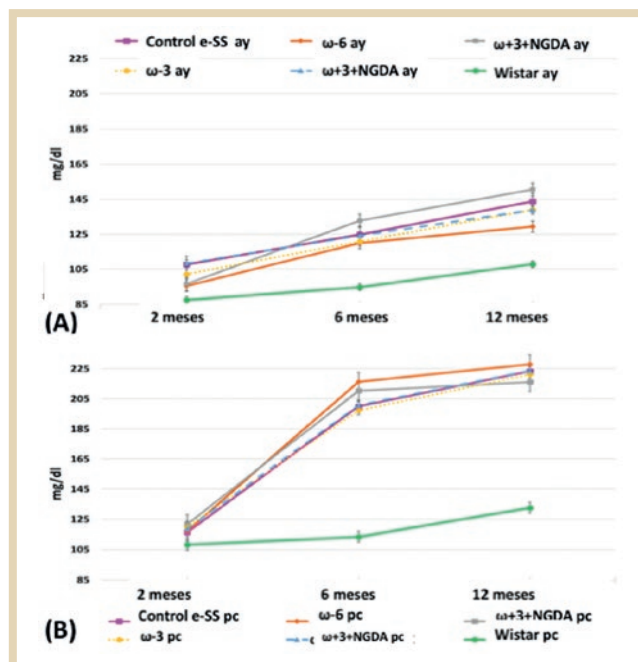 Control e-SS ay ω-6 ay ω+3+NGDA ay
ω-3 ay ω+3+NGDA ay Wistar ay
225
205
185
165
145
125
105
85
mg/dl
(A)
2 meses 6 meses 12 meses
225
205
185
165
145
125
105
85
mg/dl
2 meses 6 meses 12 meses
(B)
Control e-SS pc ω-6 pc ω+3+NGDA pc
ω-3 pc ω+3+NGDA pc Wistar pc